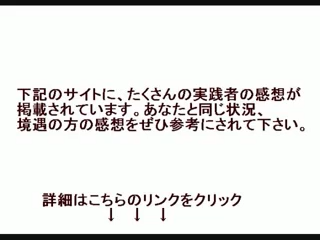 下記のサイトに、たくさんの実践者の感想が
掲載されています。あなたと同じ状況、
境遇の方の感想をぜひ参考にされて下さい。
詳細はこちらのリンクをクリック
↓ ↓ ↓